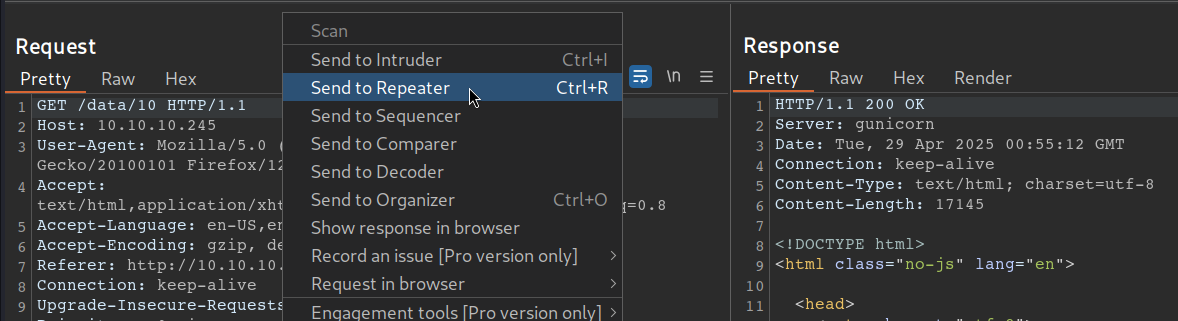 Request
Pretty Raw Hex
\n
1 GET /data/10 HTTP/1.1
2 Host: 10.10.10.245
3 User-Agent: Mozilla/5.0 (
Gecko/20100101 Firefox/12
4 Accept:
text/html,application/xht
q=0.8
5 Accept-Language: en-US,en
6 Accept-Encoding: gzip, de
7 Referer: http://10.10.10.
8 Connection: keep-alive
9 Upgrade-Insecure-Requests
Scan
Send to Intruder Ctrl+I
Send to Repeater Ctrl+R
Send to Sequencer
Send to Comparer
Send to Decoder
Send to Organizer Ctrl+O
Show response in browser
Record an issue [Pro version only]
Request in browser
Engagement tools [Pro version only]
Response
Pretty Raw Hex Render
1 HTTP/1.1 200 OK
2 Server: gunicorn
3 Date: Tue, 29 Apr 2025 00:55:12 GMT
4 Connection: keep-alive
5 Content-Type: text/html; charset=utf-8
6 Content-Length: 17145
7
8 <!DOCTYPE html>
9 <html class="no-js" lang="en">
10
11 <head>